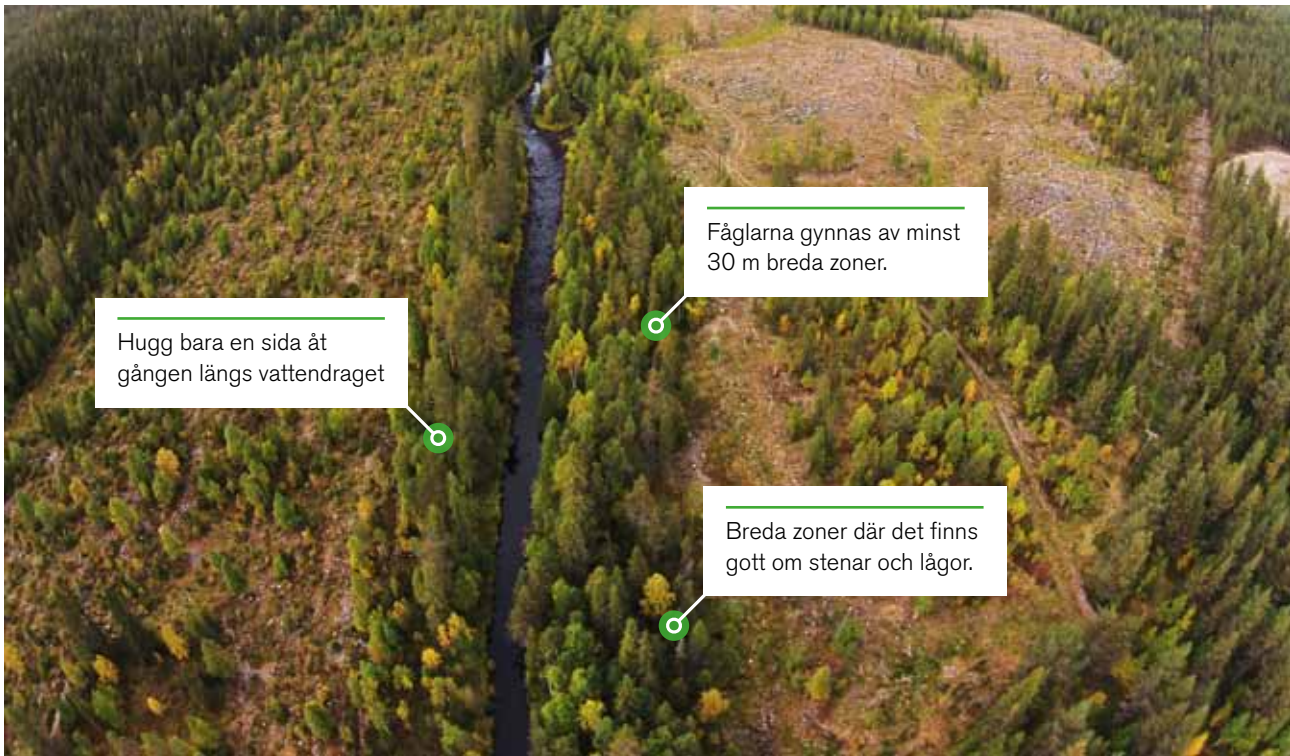 Fåglarna gynnas av minst
30 m breda zoner.
Hugg bara en sida åt
gången längs vattendraget
Breda zoner där det finns
gott om stenar och lågor.